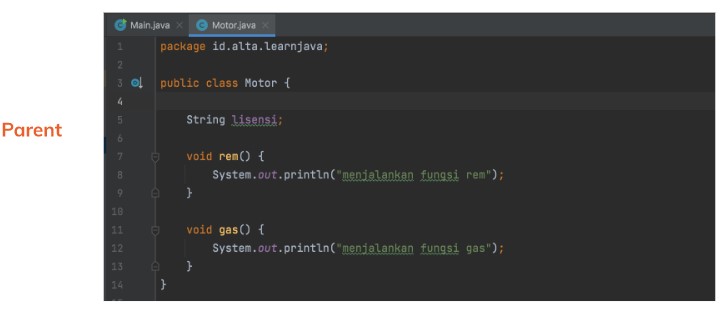 Parent
Main.java × Motor.java ×
1 package id.alta.learnjava;
2
3 public class Motor {
4
5 String lisensi;
6
7 void rem() {
8 System.out.println("menjalankan fungsi rem");
9 }
10
11 void gas() {
12 System.out.println("menjalankan fungsi gas");
13 }
14 }